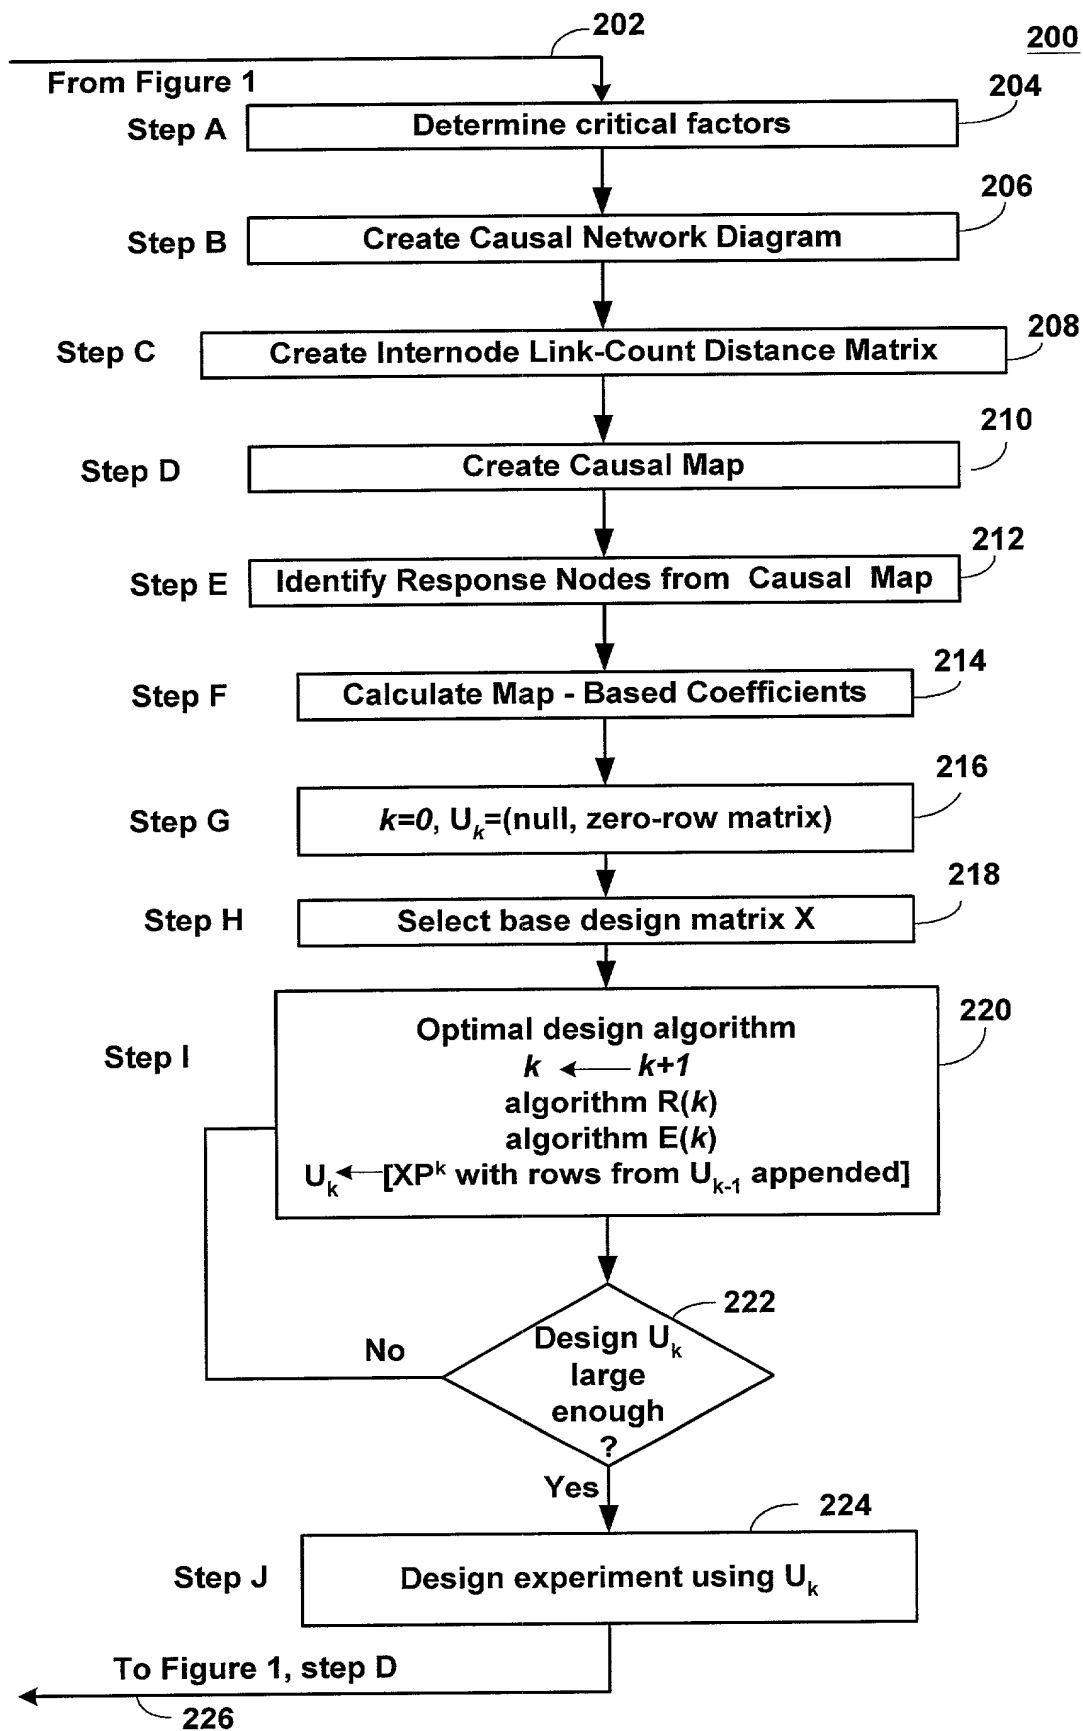 202
200
From Figure 1
204
Step A
Determine critical factors
206
Step B
Create Causal Network Diagram
208
Step C
Create Internode Link-Count Distance Matrix
210
Step D
Create Causal Map
212
Step E
Identify Response Nodes from Causal Map
214
Step F
Calculate Map - Based Coefficients
216
Step G
k=0, Uk=(null, zero-row matrix)
218
Step H
Select base design matrix X
220
Step I
Optimal design algorithm
k ← k+1
algorithm R(k)
algorithm E(k)
Uk←[XP^k with rows from Uk-1 appended]
222
No
Design Uk
large
enough
?
Yes
224
Step J
Design experiment using Uk
To Figure 1, step D
226